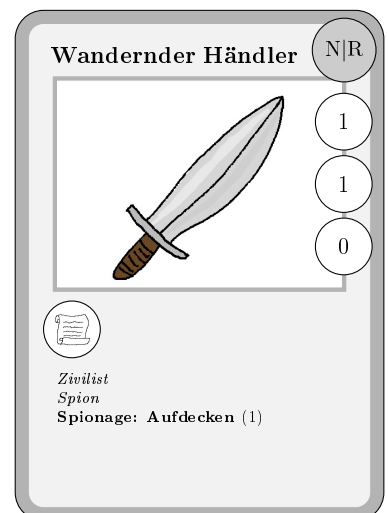 Wandernder Händler
N|R
1
1
0
Zivilist
Spion
Spionage: Aufdecken (1)